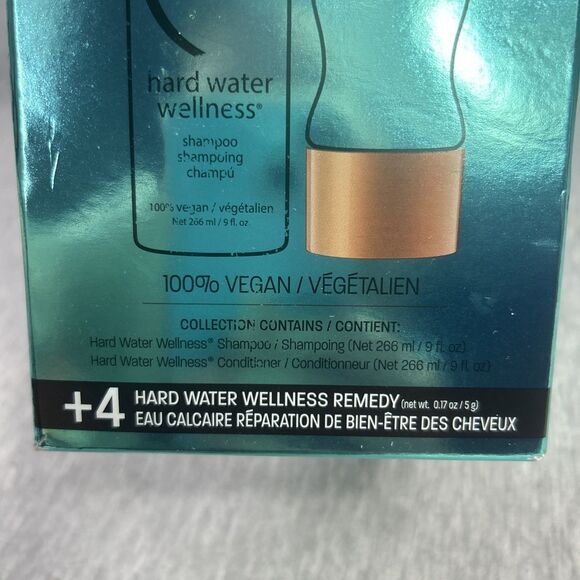 hard water
wellness®
shampoo
shampoing
champú
100% vegan / végétalien
Net 266 ml / 9 fl. oz
100% VEGAN / VÉGÉTALIEN
COLLECTION CONTAINS / CONTIENT:
Hard Water Wellness® Shampoo / Shampoing (Net 266 ml / 9 fl. oz)
Hard Water Wellness® Conditioner / Conditionneur (Net 266 ml / 9 fl. oz)
+4 HARD WATER WELLNESS REMEDY (net wt. 0.17 oz / 5 g)
EAU CALCAIRE RÉPARATION DE BIEN-ÊTRE DES CHEVEUX